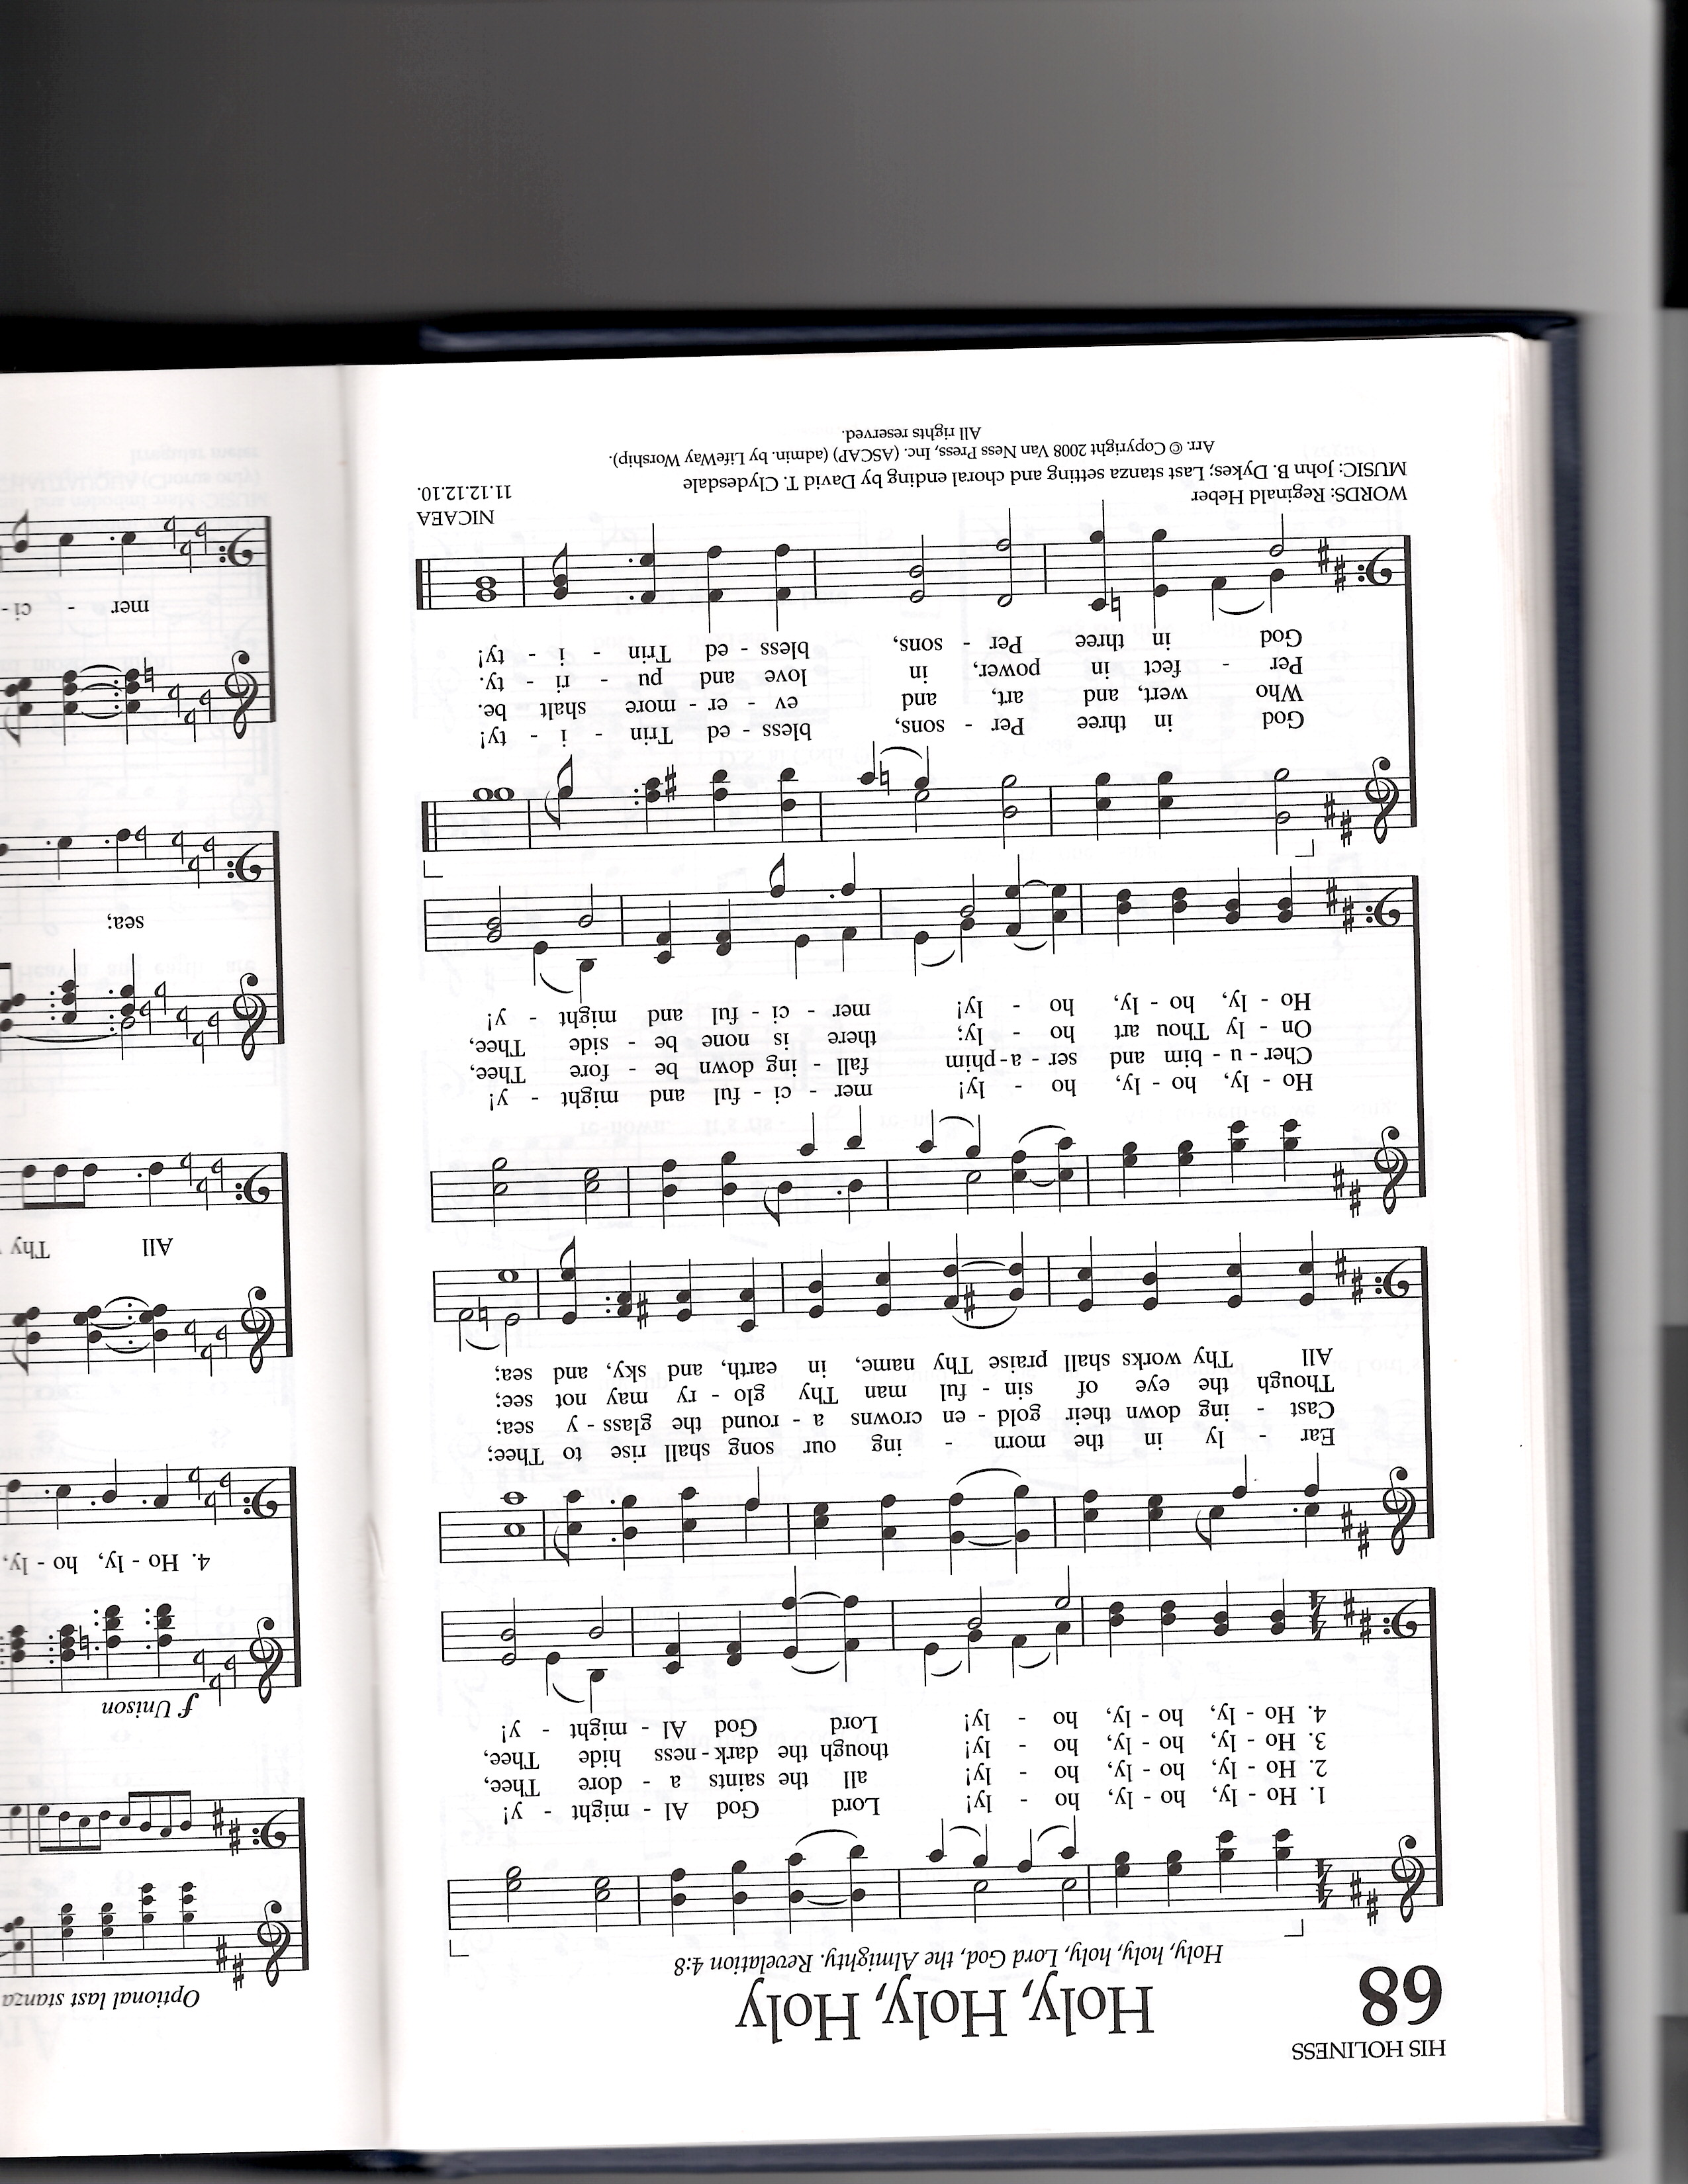 HIS HOLINESS
68
Holy, Holy, Holy
Holy, holy, holy, Lord God, the Almighty. Revelation 4:8
1. Ho - ly, ho - ly, ho - ly! Lord God Al - might - y!
2. Ho - ly, ho - ly, ho - ly! all the saints a - dore Thee,
3. Ho - ly, ho - ly, ho - ly! though the dark - ness hide Thee,
4. Ho - ly, ho - ly, ho - ly! Lord God Al - might - y!
Ear - ly in the morn - ing our song shall rise to Thee;
Cast - ing down their gold - en crowns a - round the glass - y sea;
Though the eye of sin - ful man Thy glo - ry may not see;
All Thy works shall praise Thy name, in earth, and sky, and sea;
Ho - ly, ho - ly, ho - ly! mer - ci - ful and might - y!
Cher - u - bim and ser - a - phim fall - ing down be - fore Thee,
On - ly Thou art ho - ly; there is none be - side Thee,
Ho - ly, ho - ly, ho - ly! mer - ci - ful and might - y!
God in three Per - sons, bless - ed Trin - i - ty!
Who wert, and art, and ev - er - more shalt be.
Per - fect in power, in love and pu - ri - ty.
God in three Per - sons, bless - ed Trin - i - ty!
WORDS: Reginald Heber
MUSIC: John B. Dykes; Last stanza setting and choral ending by David T. Clydesdale
Arr. © Copyright 2008 Van Ness Press, Inc. (ASCAP) (admin. by LifeWay Worship).
All rights reserved.
NICAEA
11.12.12.10.
Optional last stanza
f Unison
4. Ho - ly, ho - ly,
All Thy
sea;
mer - ci -